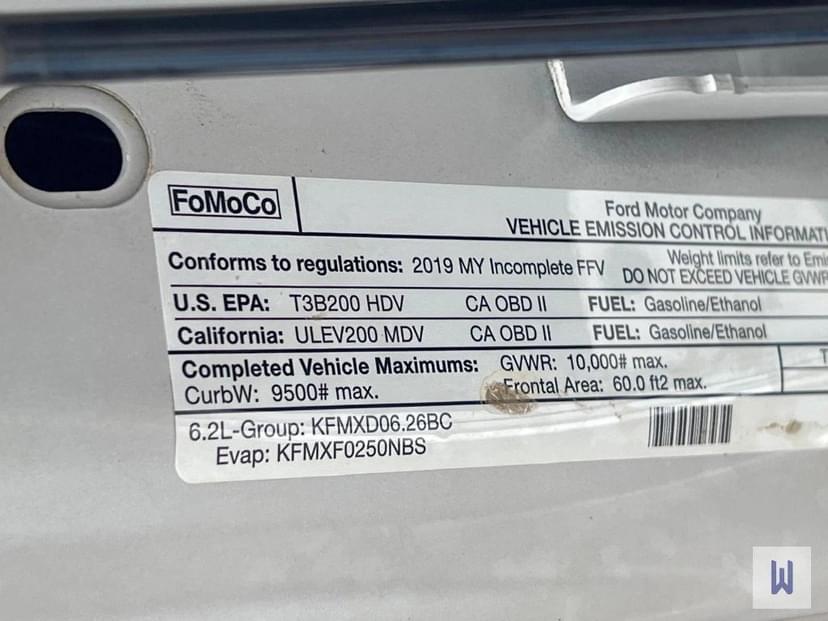 FoMoCo
Ford Motor Company
VEHICLE EMISSION CONTROL INFORMATI
Conforms to regulations: 2019 MY Incomplete FFV
Weight limits refer to Emi
DO NOT EXCEED VEHICLE GVWR
U.S. EPA: T3B200 HDV CA OBD II FUEL: Gasoline/Ethanol
California: ULEV200 MDV CA OBD II FUEL: Gasoline/Ethanol
Completed Vehicle Maximums: GVWR: 10,000# max.
CurbW: 9500# max. Frontal Area: 60.0 ft2 max.
T
6.2L-Group: KFMXD06.26BC
Evap: KFMXF0250NBS
W